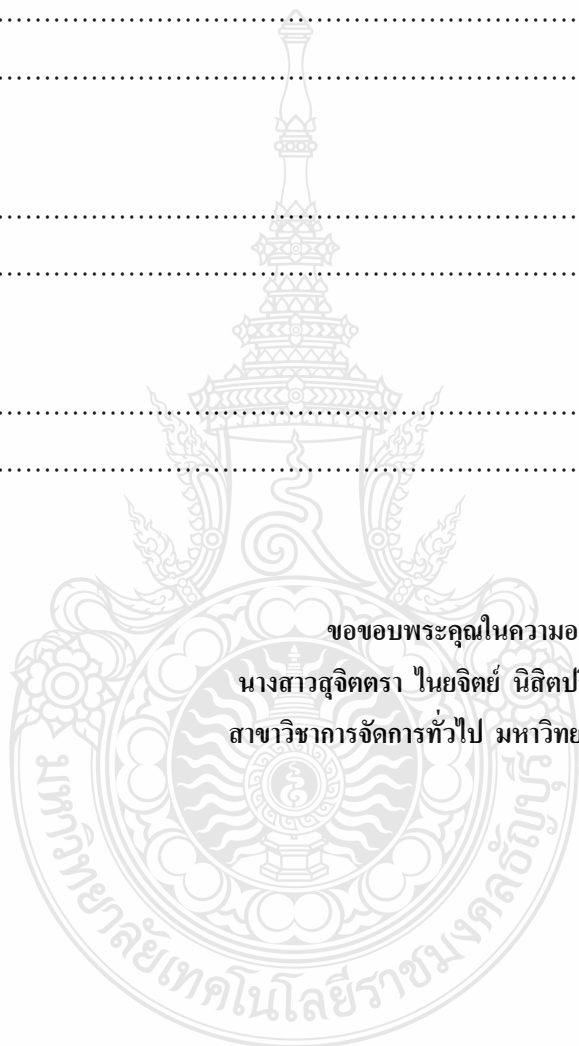 ................................................................
................................................................
................................................................
................................................................
................................................................
................................................................
ขอขอบพระคุณในความอ
นางสาวสุจิตตรา ไนยจิตย์ นิสิตป
สาขาวิชาการจัดการทั่วไป มหาวิทย
มหาวิทยาลัยเทคโนโลยีราชมงคลธัญบุรี